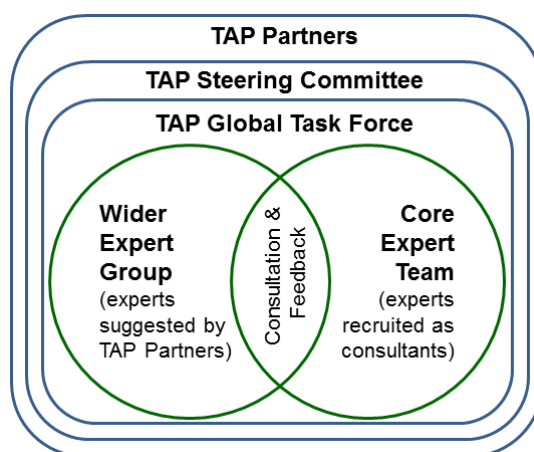 TAP Partners
TAP Steering Committee
TAP Global Task Force
Wider
Expert
Group
(experts
suggested by
TAP Partners)
Consultation &
Feedback
Core
Expert
Team
(experts
recruited as
consultants)